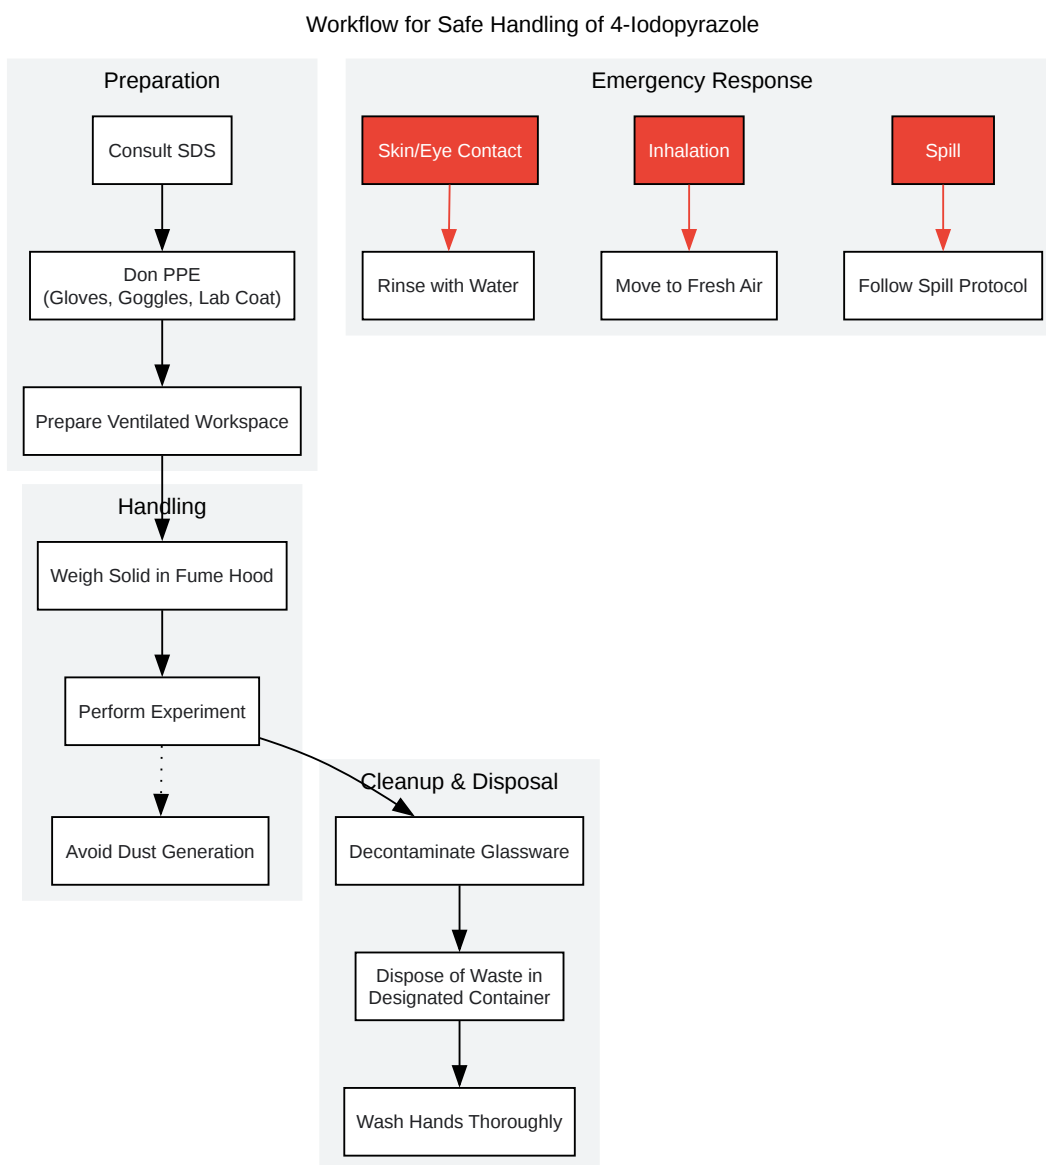 Workflow for Safe Handling of 4-Iodopyrazole
Preparation
Consult SDS
Don PPE
(Gloves, Goggles, Lab Coat)
Prepare Ventilated Workspace
Emergency Response
Skin/Eye Contact
Rinse with Water
Inhalation
Move to Fresh Air
Spill
Follow Spill Protocol
Handling
Weigh Solid in Fume Hood
Perform Experiment
Avoid Dust Generation
Cleanup & Disposal
Decontaminate Glassware
Dispose of Waste in
Designated Container
Wash Hands Thoroughly